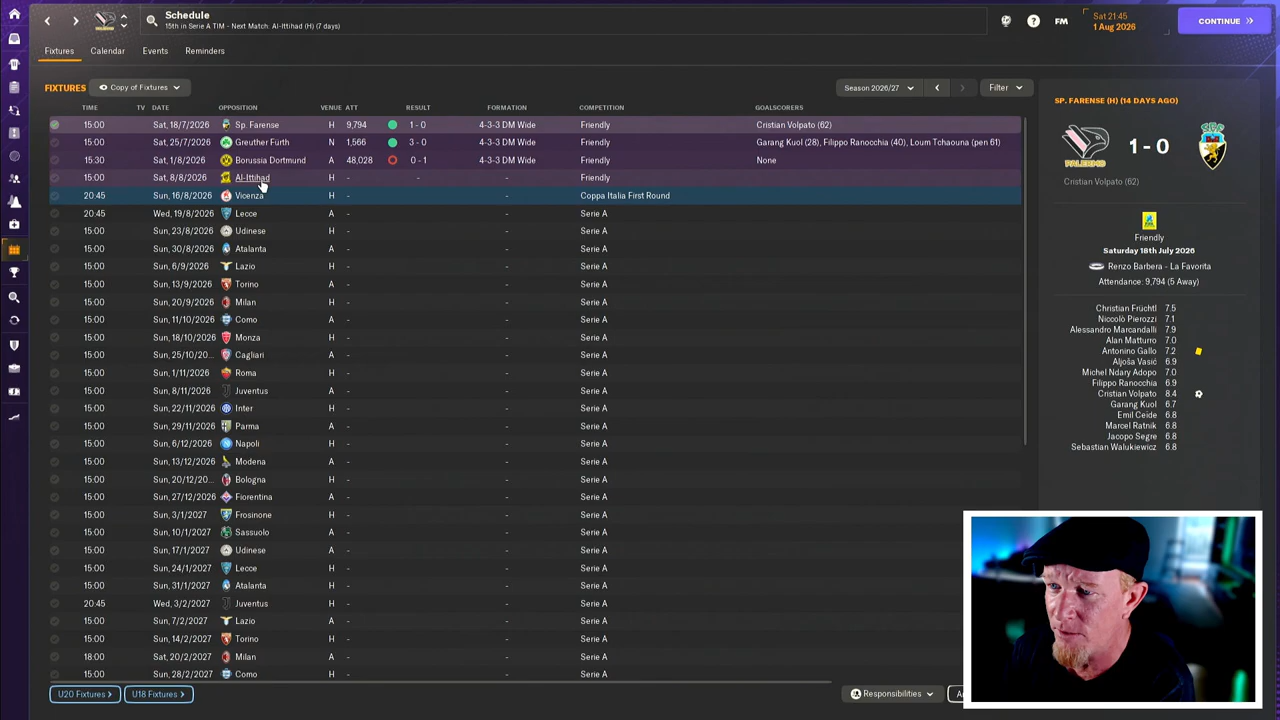 Schedule
15th in Serie A TIM - Next Match: Al-Ittihad (H) (7 days)
FM
Sat 21:45
1 Aug 2026
CONTINUE
Fixtures Calendar Events Reminders
FIXTURES Copy of Fixtures Season 2026/27 Filter
TIME TV DATE OPPOSITION VENUE ATT RESULT FORMATION COMPETITION GOALSCORERS
15:00 Sat, 18/7/2026 Sp. Farense H 9,794 1 - 0 4-3-3 DM Wide Friendly Cristian Volpato (62)
15:00 Sat, 25/7/2026 Greuther Furth N 1,566 3 - 0 4-3-3 DM Wide Friendly Garang Kuol (28), Filippo Ranocchia (40), Loum Tchaouna (pen 61)
15:30 Sat, 1/8/2026 Borussia Dortmund A 48,028 0 - 1 4-3-3 DM Wide Friendly None
15:00 Sat, 8/8/2026 Al-Ittihad H - - - Friendly
20:45 Sun, 16/8/2026 Vicenza H - - Coppa Italia First Round
20:45 Wed, 19/8/2026 Lecce A - - Serie A
15:00 Sun, 23/8/2026 Udinese H - - Serie A
15:00 Sun, 30/8/2026 Atalanta A - - Serie A
15:00 Sun, 6/9/2026 Lazio H - - Serie A
15:00 Sun, 13/9/2026 Torino A - - Serie A
15:00 Sun, 20/9/2026 Milan H - - Serie A
15:00 Sun, 11/10/2026 Como A - - Serie A
15:00 Sun, 18/10/2026 Monza H - - Serie A
15:00 Sun, 25/10/20... Cagliari A - - Serie A
15:00 Sun, 1/11/2026 Roma H - - Serie A
15:00 Sun, 8/11/2026 Juventus A - - Serie A
15:00 Sun, 22/11/2026 Inter H - - Serie A
15:00 Sun, 29/11/2026 Parma A - - Serie A
15:00 Sun, 6/12/2026 Napoli H - - Serie A
15:00 Sun, 13/12/2026 Modena A - - Serie A
15:00 Sun, 20/12/20... Bologna H - - Serie A
15:00 Sun, 27/12/2026 Fiorentina A - - Serie A
15:00 Sun, 3/1/2027 Frosinone H - - Serie A
15:00 Sun, 10/1/2027 Sassuolo A - - Serie A
15:00 Sun, 17/1/2027 Udinese A - - Serie A
15:00 Sun, 24/1/2027 Lecce H - - Serie A
15:00 Sun, 31/1/2027 Atalanta H - - Serie A
20:45 Wed, 3/2/2027 Juventus H - - Serie A
15:00 Sun, 7/2/2027 Lazio A - - Serie A
15:00 Sun, 14/2/2027 Torino H - - Serie A
18:00 Sat, 20/2/2027 Milan A - - Serie A
15:00 Sun, 28/2/2027 Como H - - Serie A
U20 Fixtures U18 Fixtures Responsibilities
SP. FARENSE (H) (14 DAYS AGO)
PALERMO
1 - 0
Cristian Volpato (62)
Friendly
Saturday 18th July 2026
Renzo Barbera - La Favorita
Attendance: 9,794 (5 Away)
Christian Früchtl 7.5
Niccolò Pierozzi 7.1
Alessandro Marcandalli 7.9
Alan Matturro 7.0
Antonino Gallo 7.2
Aljoša Vasić 6.9
Michel Ndary Adopo 7.0
Filippo Ranocchia 6.9
Cristian Volpato 8.4
Garang Kuol 6.7
Emil Ceide 6.8
Marcel Ratnik 6.8
Jacopo Segre 6.8
Sebastian Walukiewicz 6.8